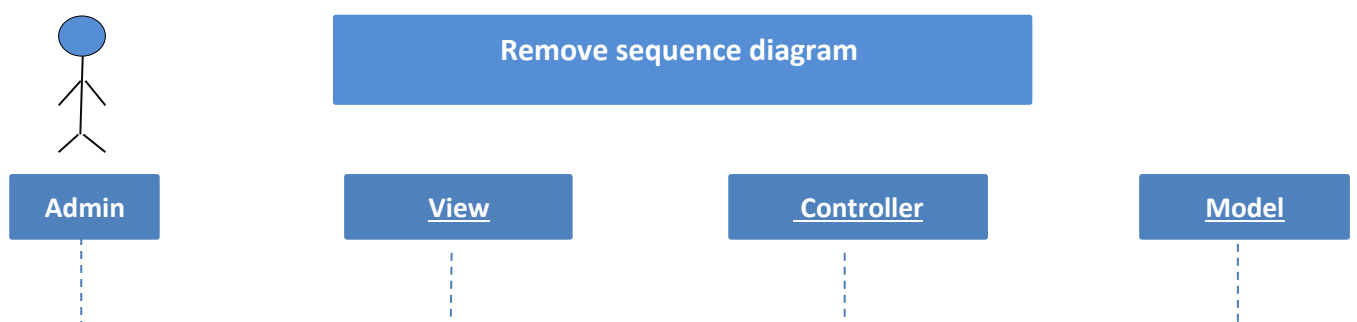 Remove sequence diagram
Admin
View
Controller
Model